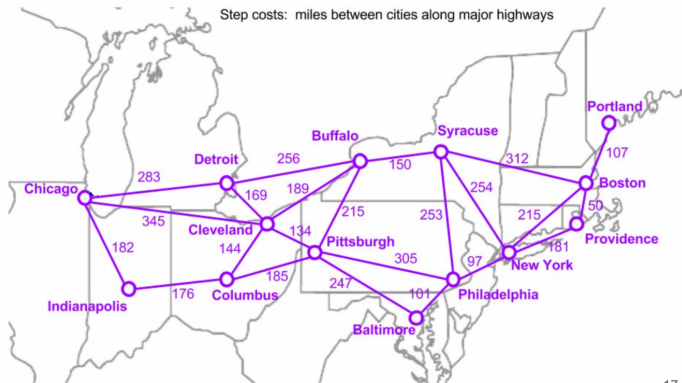 Step costs: miles between cities along major highways
Portland
Syracuse
Buffalo
107
150
312
Detroit
256
283
Boston
Chicago
169
189
254
50
345
215
253
215
Cleveland
134
Providence
144
Pittsburgh
181
182
305
97
New York
185
247
Columbus
176
101
Philadelphia
Indianapolis
Baltimore
17